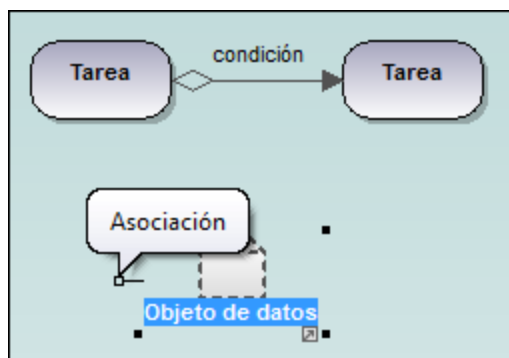 condición
Tarea
Tarea
Asociación
Objeto de datos